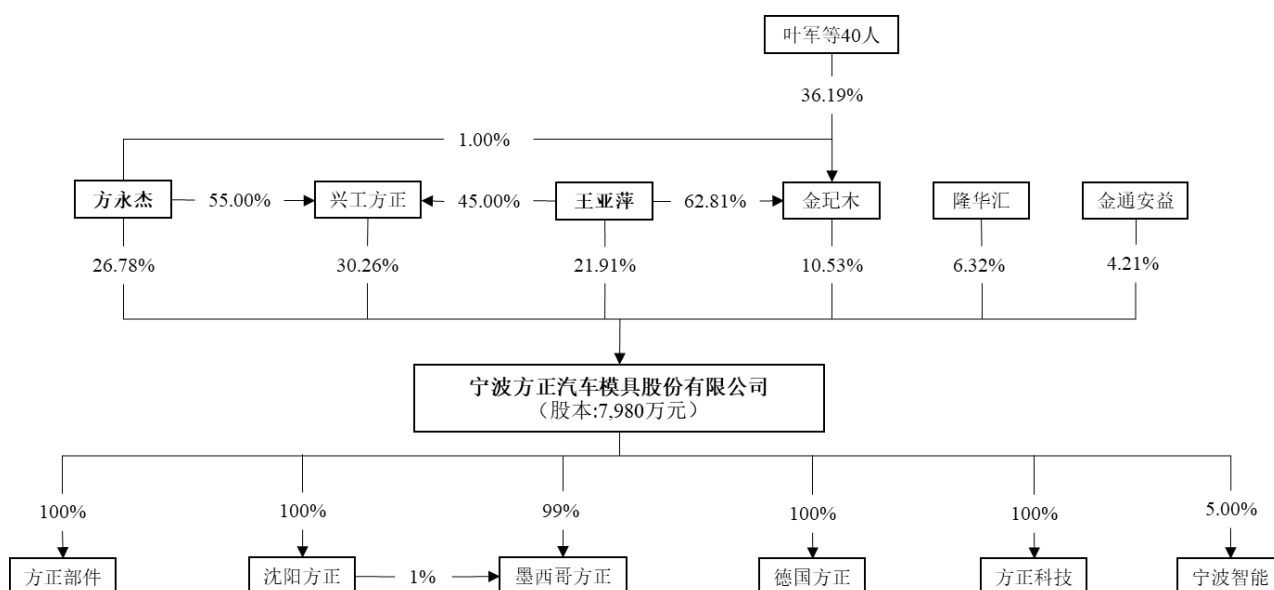 叶军等40人
36.19%
1.00%
方永杰 55.00% 兴工方正 45.00% 王亚萍 62.81% 金玘木 隆华汇 金通安益
26.78% 30.26% 21.91% 10.53% 6.32% 4.21%
宁波方正汽车模具股份有限公司
（股本:7,980万元）
100% 100% 99% 100% 100% 5.00%
方正部件 沈阳方正 1% 墨西哥方正 德国方正 方正科技 宁波智能